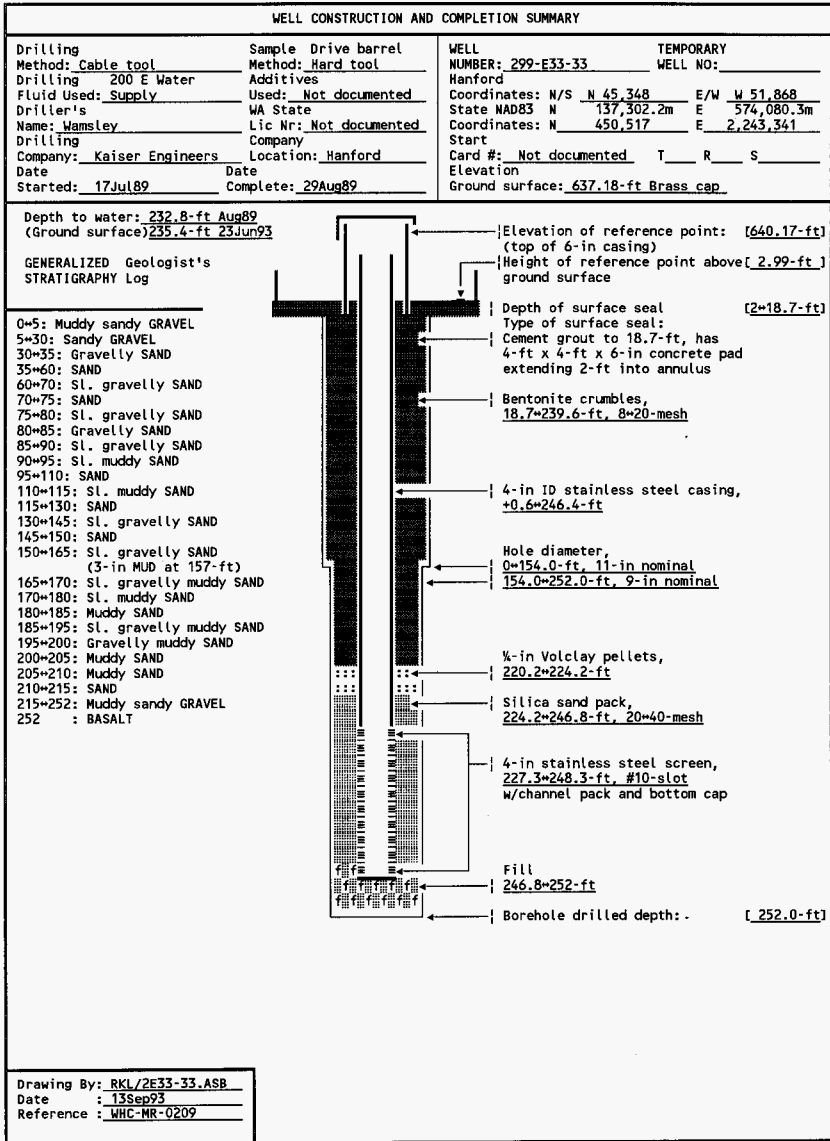 WELL CONSTRUCTION AND COMPLETION SUMMARY
Drilling Sample Drive barrel
Method: Cable tool Method: Hard tool
Drilling 200 E Water Additives
Fluid Used: Supply Used: Not documented
Driller's WA State
Name: Wamsley Lic Nr: Not documented
Drilling Company
Company: Kaiser Engineers Location: Hanford
Date Date
Started: 17Jul89 Complete: 29Aug89
WELL TEMPORARY
NUMBER: 299-E33-33 WELL NO:
Hanford
Coordinates: N/S N 45,348 E/W W 51,868
State NAD83 N 137,302.2m E 574,080.3m
Coordinates: N 450,517 E 2,243,341
Start
Card #: Not documented T R S
Elevation
Ground surface: 637.18-ft Brass cap
Depth to water: 232.8-ft Aug89
(Ground surface) 235.4-ft 23Jun93
GENERALIZED Geologist's
STRATIGRAPHY Log
0↔5: Muddy sandy GRAVEL
5↔30: Sandy GRAVEL
30↔35: Gravelly SAND
35↔60: SAND
60↔70: Sl. gravelly SAND
70↔75: SAND
75↔80: Sl. gravelly SAND
80↔85: Gravelly SAND
85↔90: Sl. gravelly SAND
90↔95: Sl. muddy SAND
95↔110: SAND
110↔115: Sl. muddy SAND
115↔130: SAND
130↔145: Sl. gravelly SAND
145↔150: SAND
150↔165: Sl. gravelly SAND
(3-in MUD at 157-ft)
165↔170: Sl. gravelly muddy SAND
170↔180: Sl. muddy SAND
180↔185: Muddy SAND
185↔195: Sl. gravelly muddy SAND
195↔200: Gravelly muddy SAND
200↔205: Muddy SAND
205↔210: Muddy SAND
210↔215: SAND
215↔252: Muddy sandy GRAVEL
252 : BASALT
Elevation of reference point: [640.17-ft]
(top of 6-in casing)
Height of reference point above[ 2.99-ft ]
ground surface
Depth of surface seal [2↔18.7-ft]
Type of surface seal:
Cement grout to 18.7-ft, has
4-ft x 4-ft x 6-in concrete pad
extending 2-ft into annulus
Bentonite crumbles,
18.7↔239.6-ft, 8↔20-mesh
4-in ID stainless steel casing,
+0.6↔246.4-ft
Hole diameter,
0↔154.0-ft, 11-in nominal
154.0↔252.0-ft, 9-in nominal
¼-in Volclay pellets,
220.2↔224.2-ft
Silica sand pack,
224.2↔246.8-ft, 20↔40-mesh
4-in stainless steel screen,
227.3↔248.3-ft, #10-slot
w/channel pack and bottom cap
Fill
246.8↔252-ft
f f
f f f f
f f f f f
Borehole drilled depth: [ 252.0-ft]
Drawing By: RKL/2E33-33.ASB
Date : 13Sep93
Reference : WHC-MR-0209